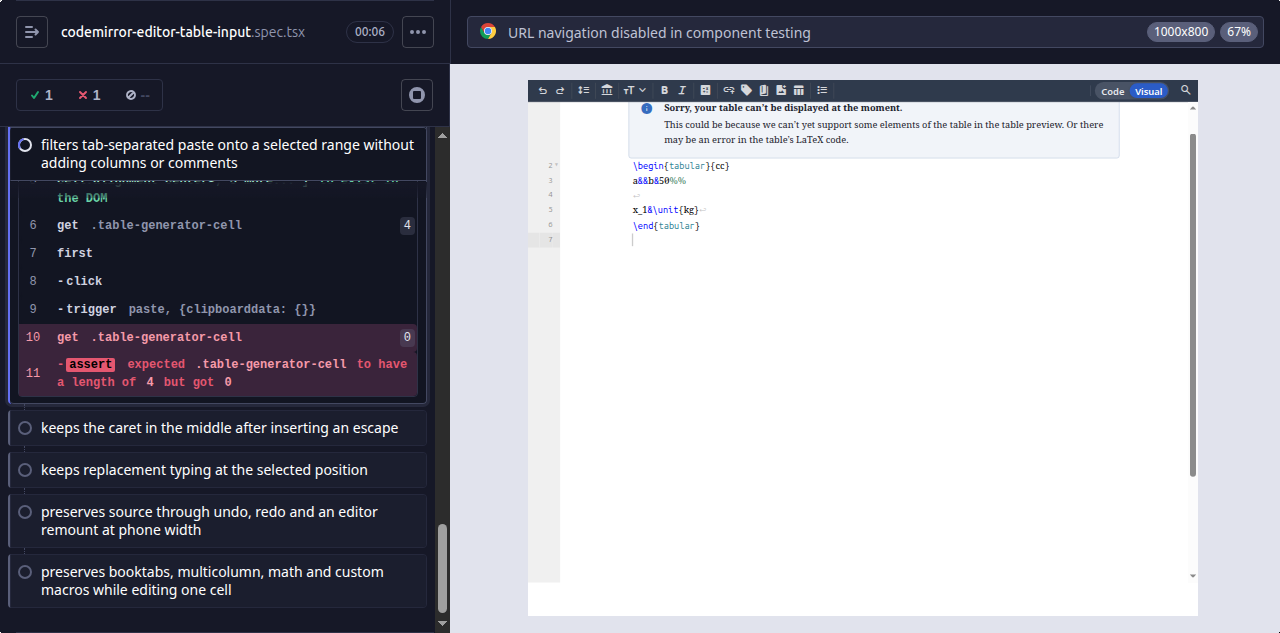 codemirror-editor-table-input.spec.tsx
00:06
1
1
--
filters tab-separated paste onto a selected range without
adding columns or comments
the DOM
6 get .table-generator-cell 4
7 first
8 -click
9 -trigger paste, {clipboarddata: {}}
10 get .table-generator-cell 0
11 -assert expected .table-generator-cell to have
a length of 4 but got 0
keeps the caret in the middle after inserting an escape
keeps replacement typing at the selected position
preserves source through undo, redo and an editor
remount at phone width
preserves booktabs, multicolumn, math and custom
macros while editing one cell
URL navigation disabled in component testing
1000x800
67%
Code
Visual
Sorry, your table can't be displayed at the moment.
This could be because we can't yet support some elements of the table in the table preview. Or there
may be an error in the table's LaTeX code.
2 \begin{tabular}{cc}
3 a&&b&50%%
4
5 x_1&\unit{kg}
6 \end{tabular}
7